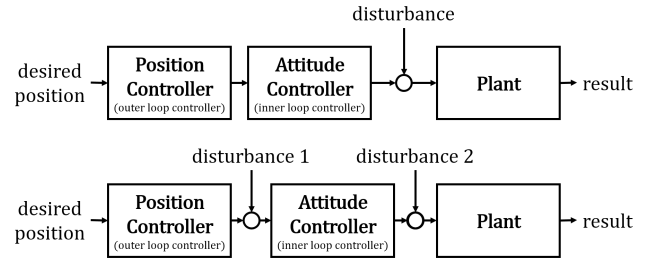 disturbance
desired
position
Position
Controller
(outer loop controller)
Attitude
Controller
(inner loop controller)
Plant
result
disturbance 1
disturbance 2
desired
position
Position
Controller
(outer loop controller)
Attitude
Controller
(inner loop controller)
Plant
result